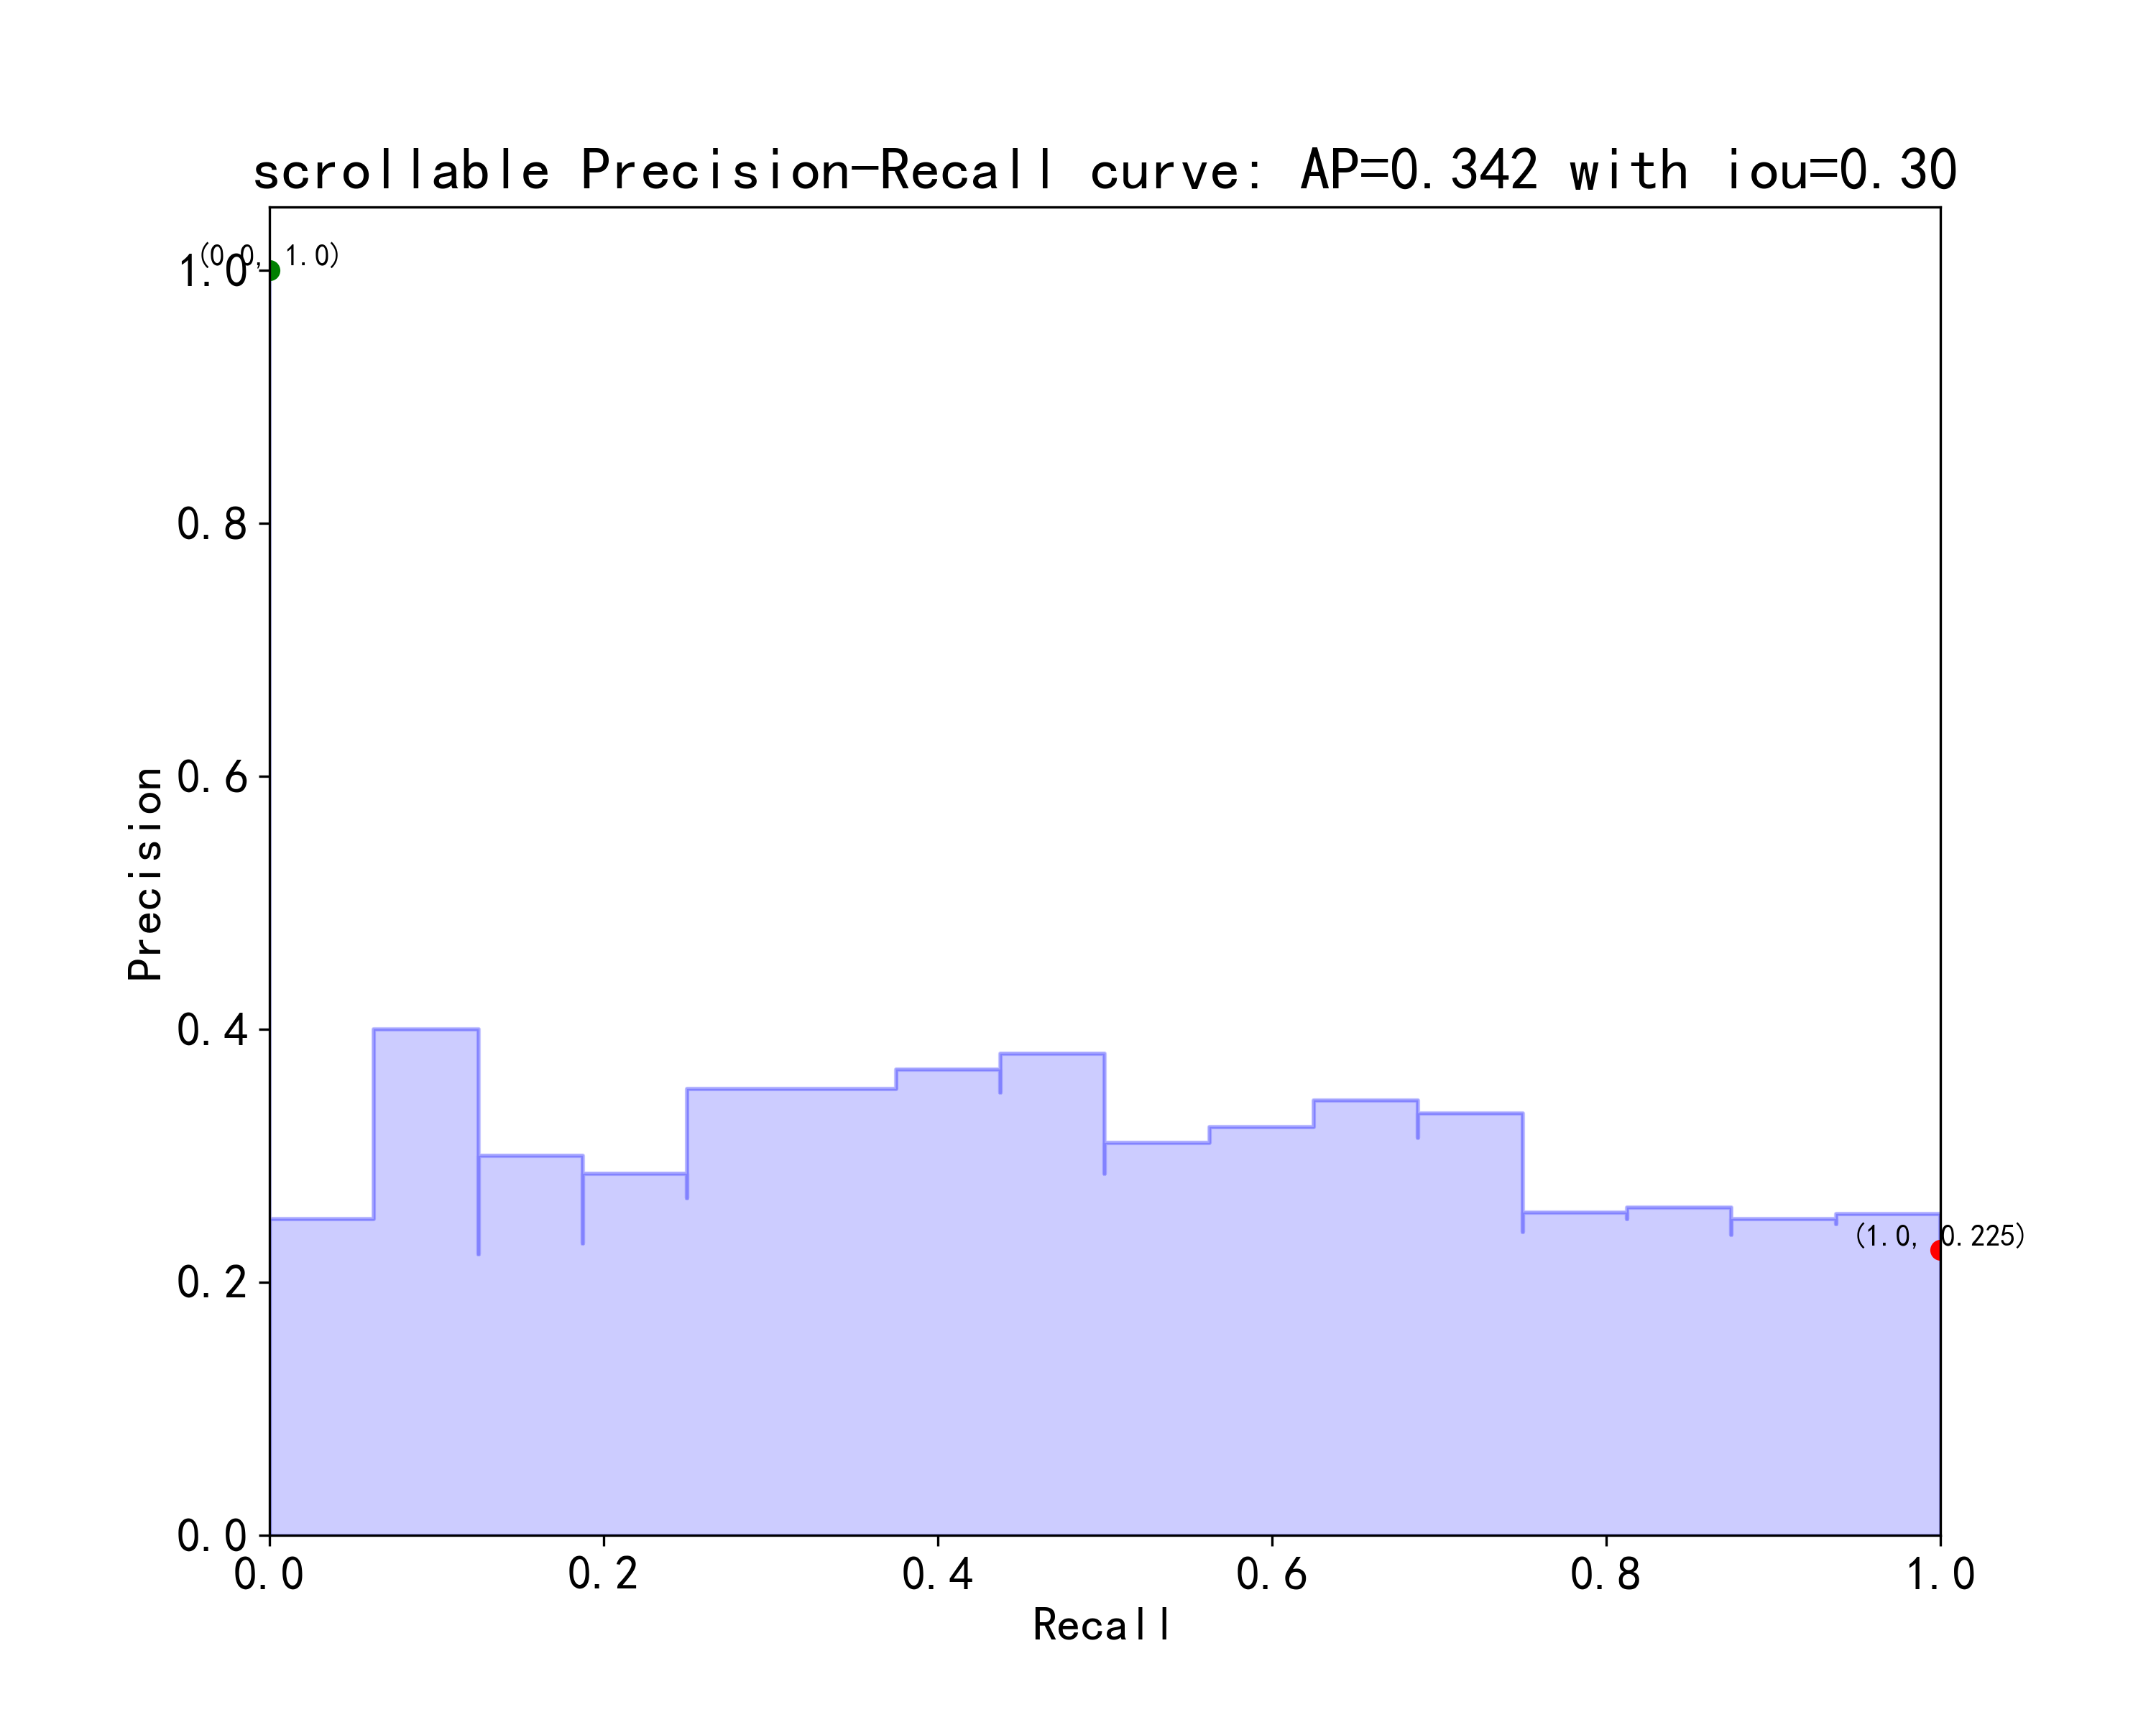 scrollable Precision-Recall curve: AP=0.342 with iou=0.30
(0.0, 1.0)
1.0
0.8
0.6
0.4
0.2
0.0
Precision
(1.0, 0.225)
0.0 0.2 0.4 0.6 0.8 1.0
Recall